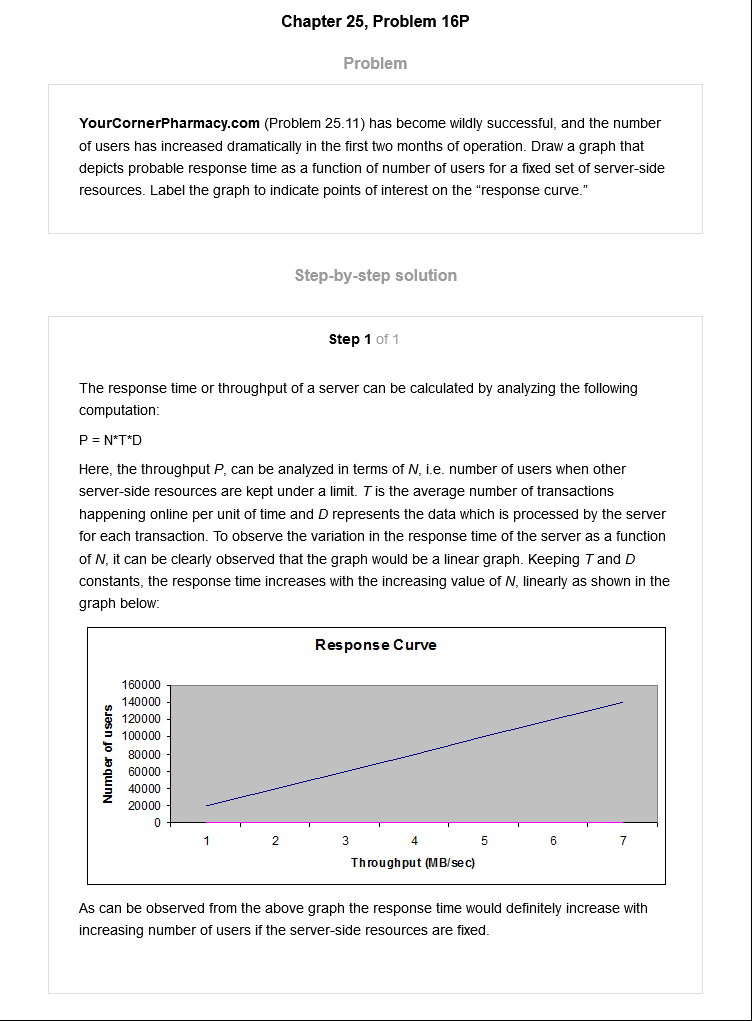 Chapter 25, Problem 16P
Problem
YourCornerPharmacy.com (Problem 25.11) has become wildly successful, and the number
of users has increased dramatically in the first two months of operation. Draw a graph that
depicts probable response time as a function of number of users for a fixed set of server-side
resources. Label the graph to indicate points of interest on the “response curve.”
Step-by-step solution
Step 1 of 1
The response time or throughput of a server can be calculated by analyzing the following
computation:
P = N*T*D
Here, the throughput P, can be analyzed in terms of N, i.e. number of users when other
server-side resources are kept under a limit. T is the average number of transactions
happening online per unit of time and D represents the data which is processed by the server
for each transaction. To observe the variation in the response time of the server as a function
of N, it can be clearly observed that the graph would be a linear graph. Keeping T and D
constants, the response time increases with the increasing value of N, linearly as shown in the
graph below:
Response Curve
Number of users
160000
140000
120000
100000
80000
60000
40000
20000
0
1 2 3 4 5 6 7
Throughput (MB/sec)
As can be observed from the above graph the response time would definitely increase with
increasing number of users if the server-side resources are fixed.